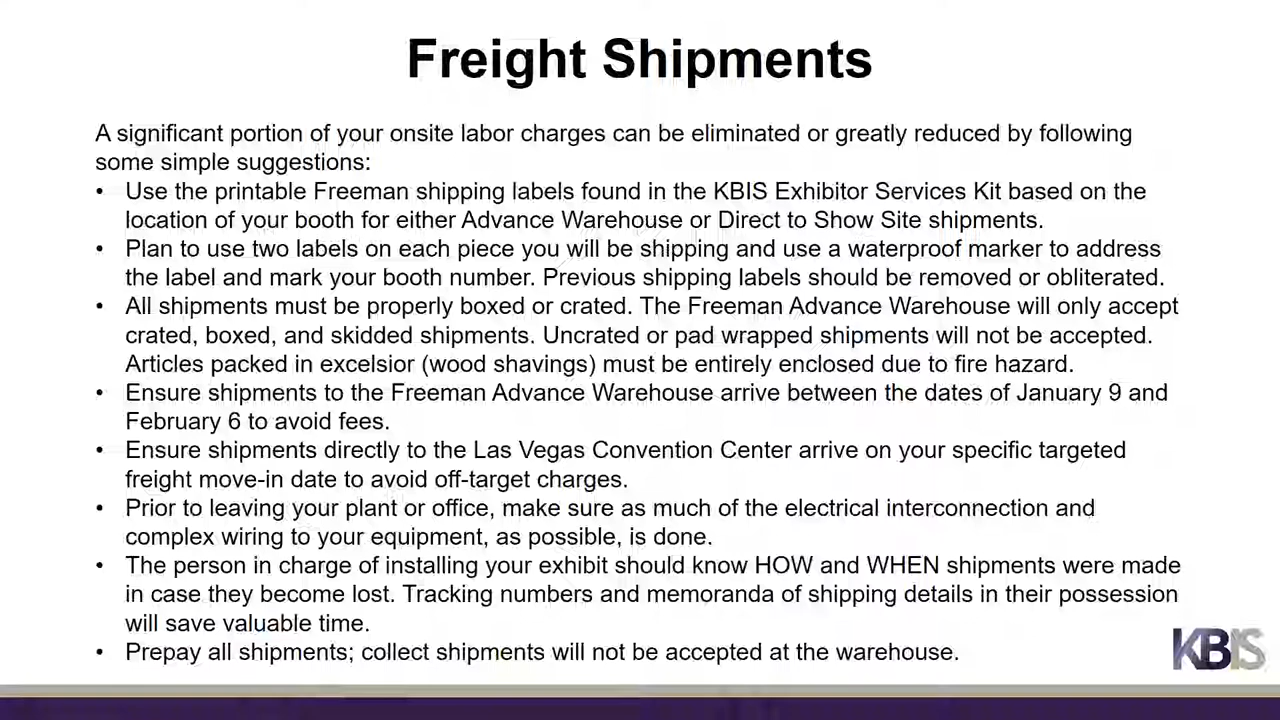 Freight Shipments
A significant portion of your onsite labor charges can be eliminated or greatly reduced by following
some simple suggestions:
• Use the printable Freeman shipping labels found in the KBIS Exhibitor Services Kit based on the
location of your booth for either Advance Warehouse or Direct to Show Site shipments.
• Plan to use two labels on each piece you will be shipping and use a waterproof marker to address
the label and mark your booth number. Previous shipping labels should be removed or obliterated.
• All shipments must be properly boxed or crated. The Freeman Advance Warehouse will only accept
crated, boxed, and skidded shipments. Uncrated or pad wrapped shipments will not be accepted.
Articles packed in excelsior (wood shavings) must be entirely enclosed due to fire hazard.
• Ensure shipments to the Freeman Advance Warehouse arrive between the dates of January 9 and
February 6 to avoid fees.
• Ensure shipments directly to the Las Vegas Convention Center arrive on your specific targeted
freight move-in date to avoid off-target charges.
• Prior to leaving your plant or office, make sure as much of the electrical interconnection and
complex wiring to your equipment, as possible, is done.
• The person in charge of installing your exhibit should know HOW and WHEN shipments were made
in case they become lost. Tracking numbers and memoranda of shipping details in their possession
will save valuable time.
• Prepay all shipments; collect shipments will not be accepted at the warehouse.
KBIS